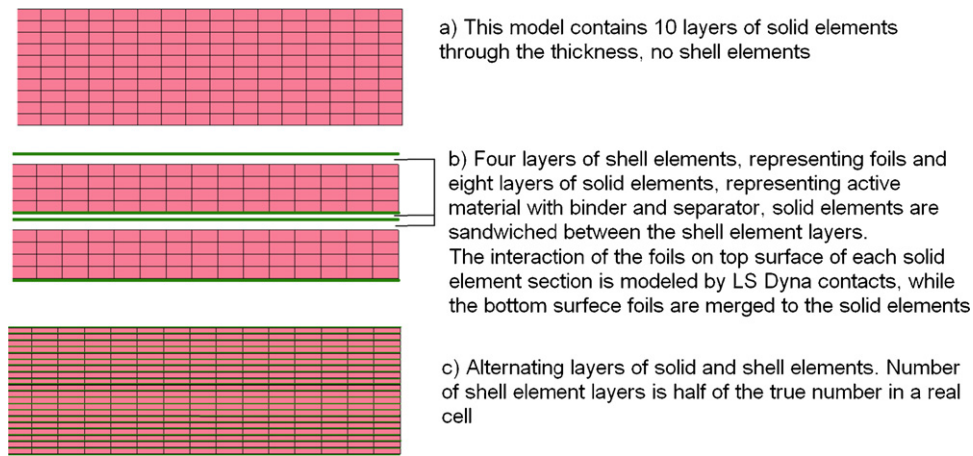 a) This model contains 10 layers of solid elements
through the thickness, no shell elements
b) Four layers of shell elements, representing foils and
eight layers of solid elements, representing active
material with binder and separator, solid elements are
sandwiched between the shell element layers.
The interaction of the foils on top surface of each solid
element section is modeled by LS Dyna contacts, while
the bottom surfece foils are merged to the solid elements
c) Alternating layers of solid and shell elements. Number
of shell element layers is half of the true number in a real
cell